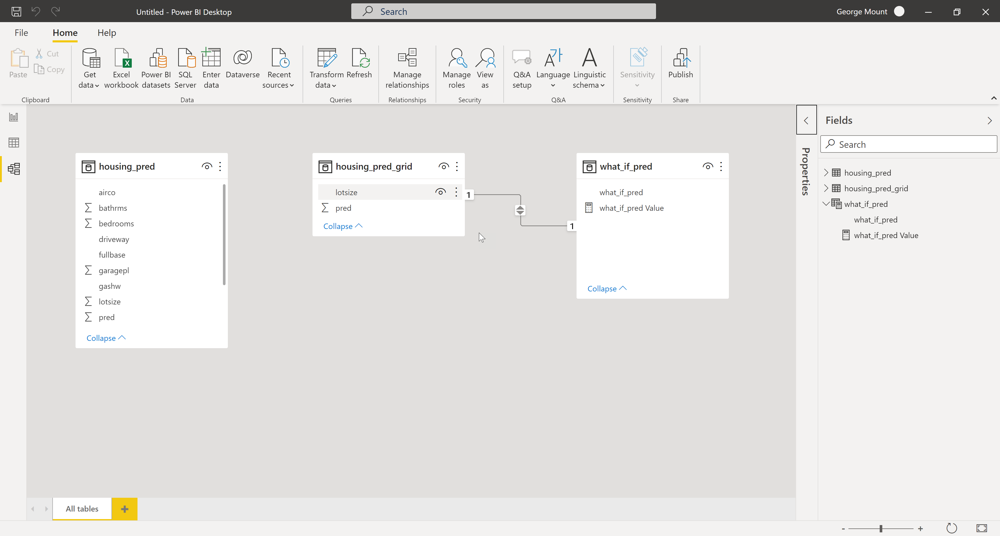 Untitled - Power BI Desktop
Search
George Mount
File
Home
Help
Paste
Cut
Copy
Clipboard
Get data
Excel workbook
Power BI datasets
SQL Server
Enter data
Dataverse
Recent sources
Data
Transform data
Refresh
Queries
Manage relationships
Relationships
Manage roles
View as
Security
Q&A setup
Language
Linguistic schema
Q&A
Sensitivity
Sensitivity
Publish
Share
housing_pred
airco
bathrms
bedrooms
driveway
fullbase
garagepl
gashw
lotsize
pred
Collapse
housing_pred_grid
lotsize
pred
Collapse
1
1
what_if_pred
what_if_pred
what_if_pred Value
Collapse
Properties
Fields
Search
housing_pred
housing_pred_grid
what_if_pred
what_if_pred
what_if_pred Value
All tables